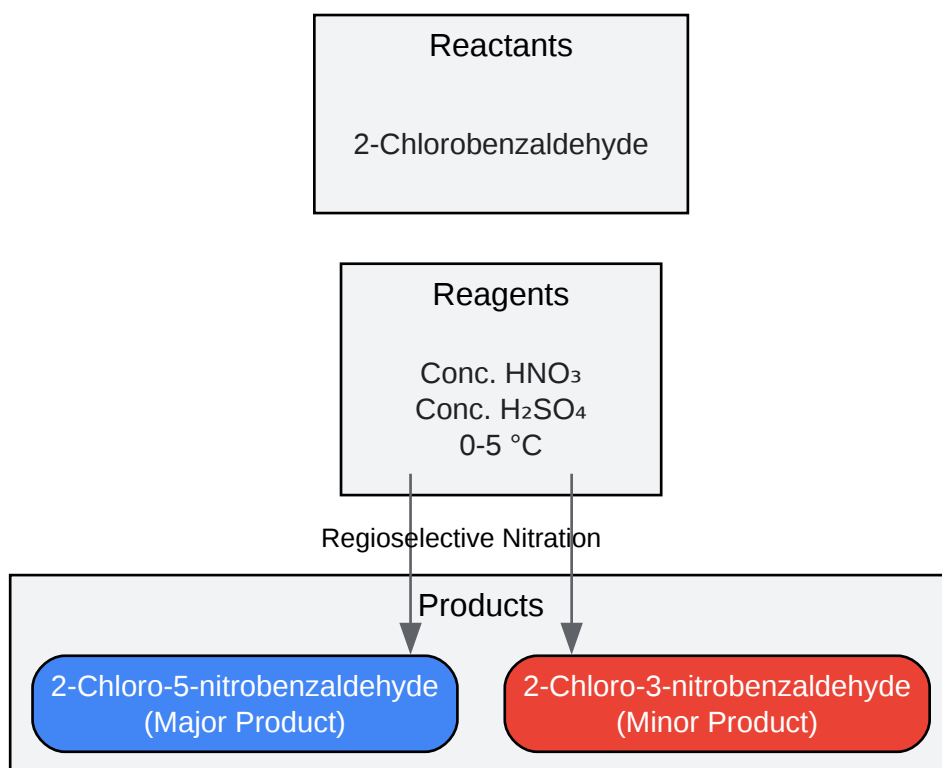 Reactants
2-Chlorobenzaldehyde
Reagents
Conc. HNO₃
Conc. H₂SO₄
0-5 °C
Regioselective Nitration
Products
2-Chloro-5-nitrobenzaldehyde
(Major Product)
2-Chloro-3-nitrobenzaldehyde
(Minor Product)